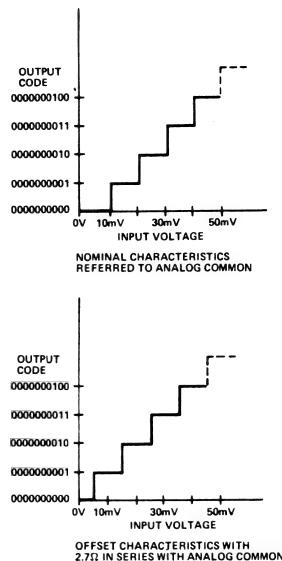 OUTPUT
CODE
0000000100
0000000011
0000000010
0000000001
0000000000
0V 10mV 30mV 50mV
INPUT VOLTAGE
NOMINAL CHARACTERISTICS
REFERRED TO ANALOG COMMON
OUTPUT
CODE
0000000100
0000000011
0000000010
0000000001
0000000000
0V 10mV 30mV 50mV
INPUT VOLTAGE
OFFSET CHARACTERISTICS WITH
2.7Ω IN SERIES WITH ANALOG COMMON